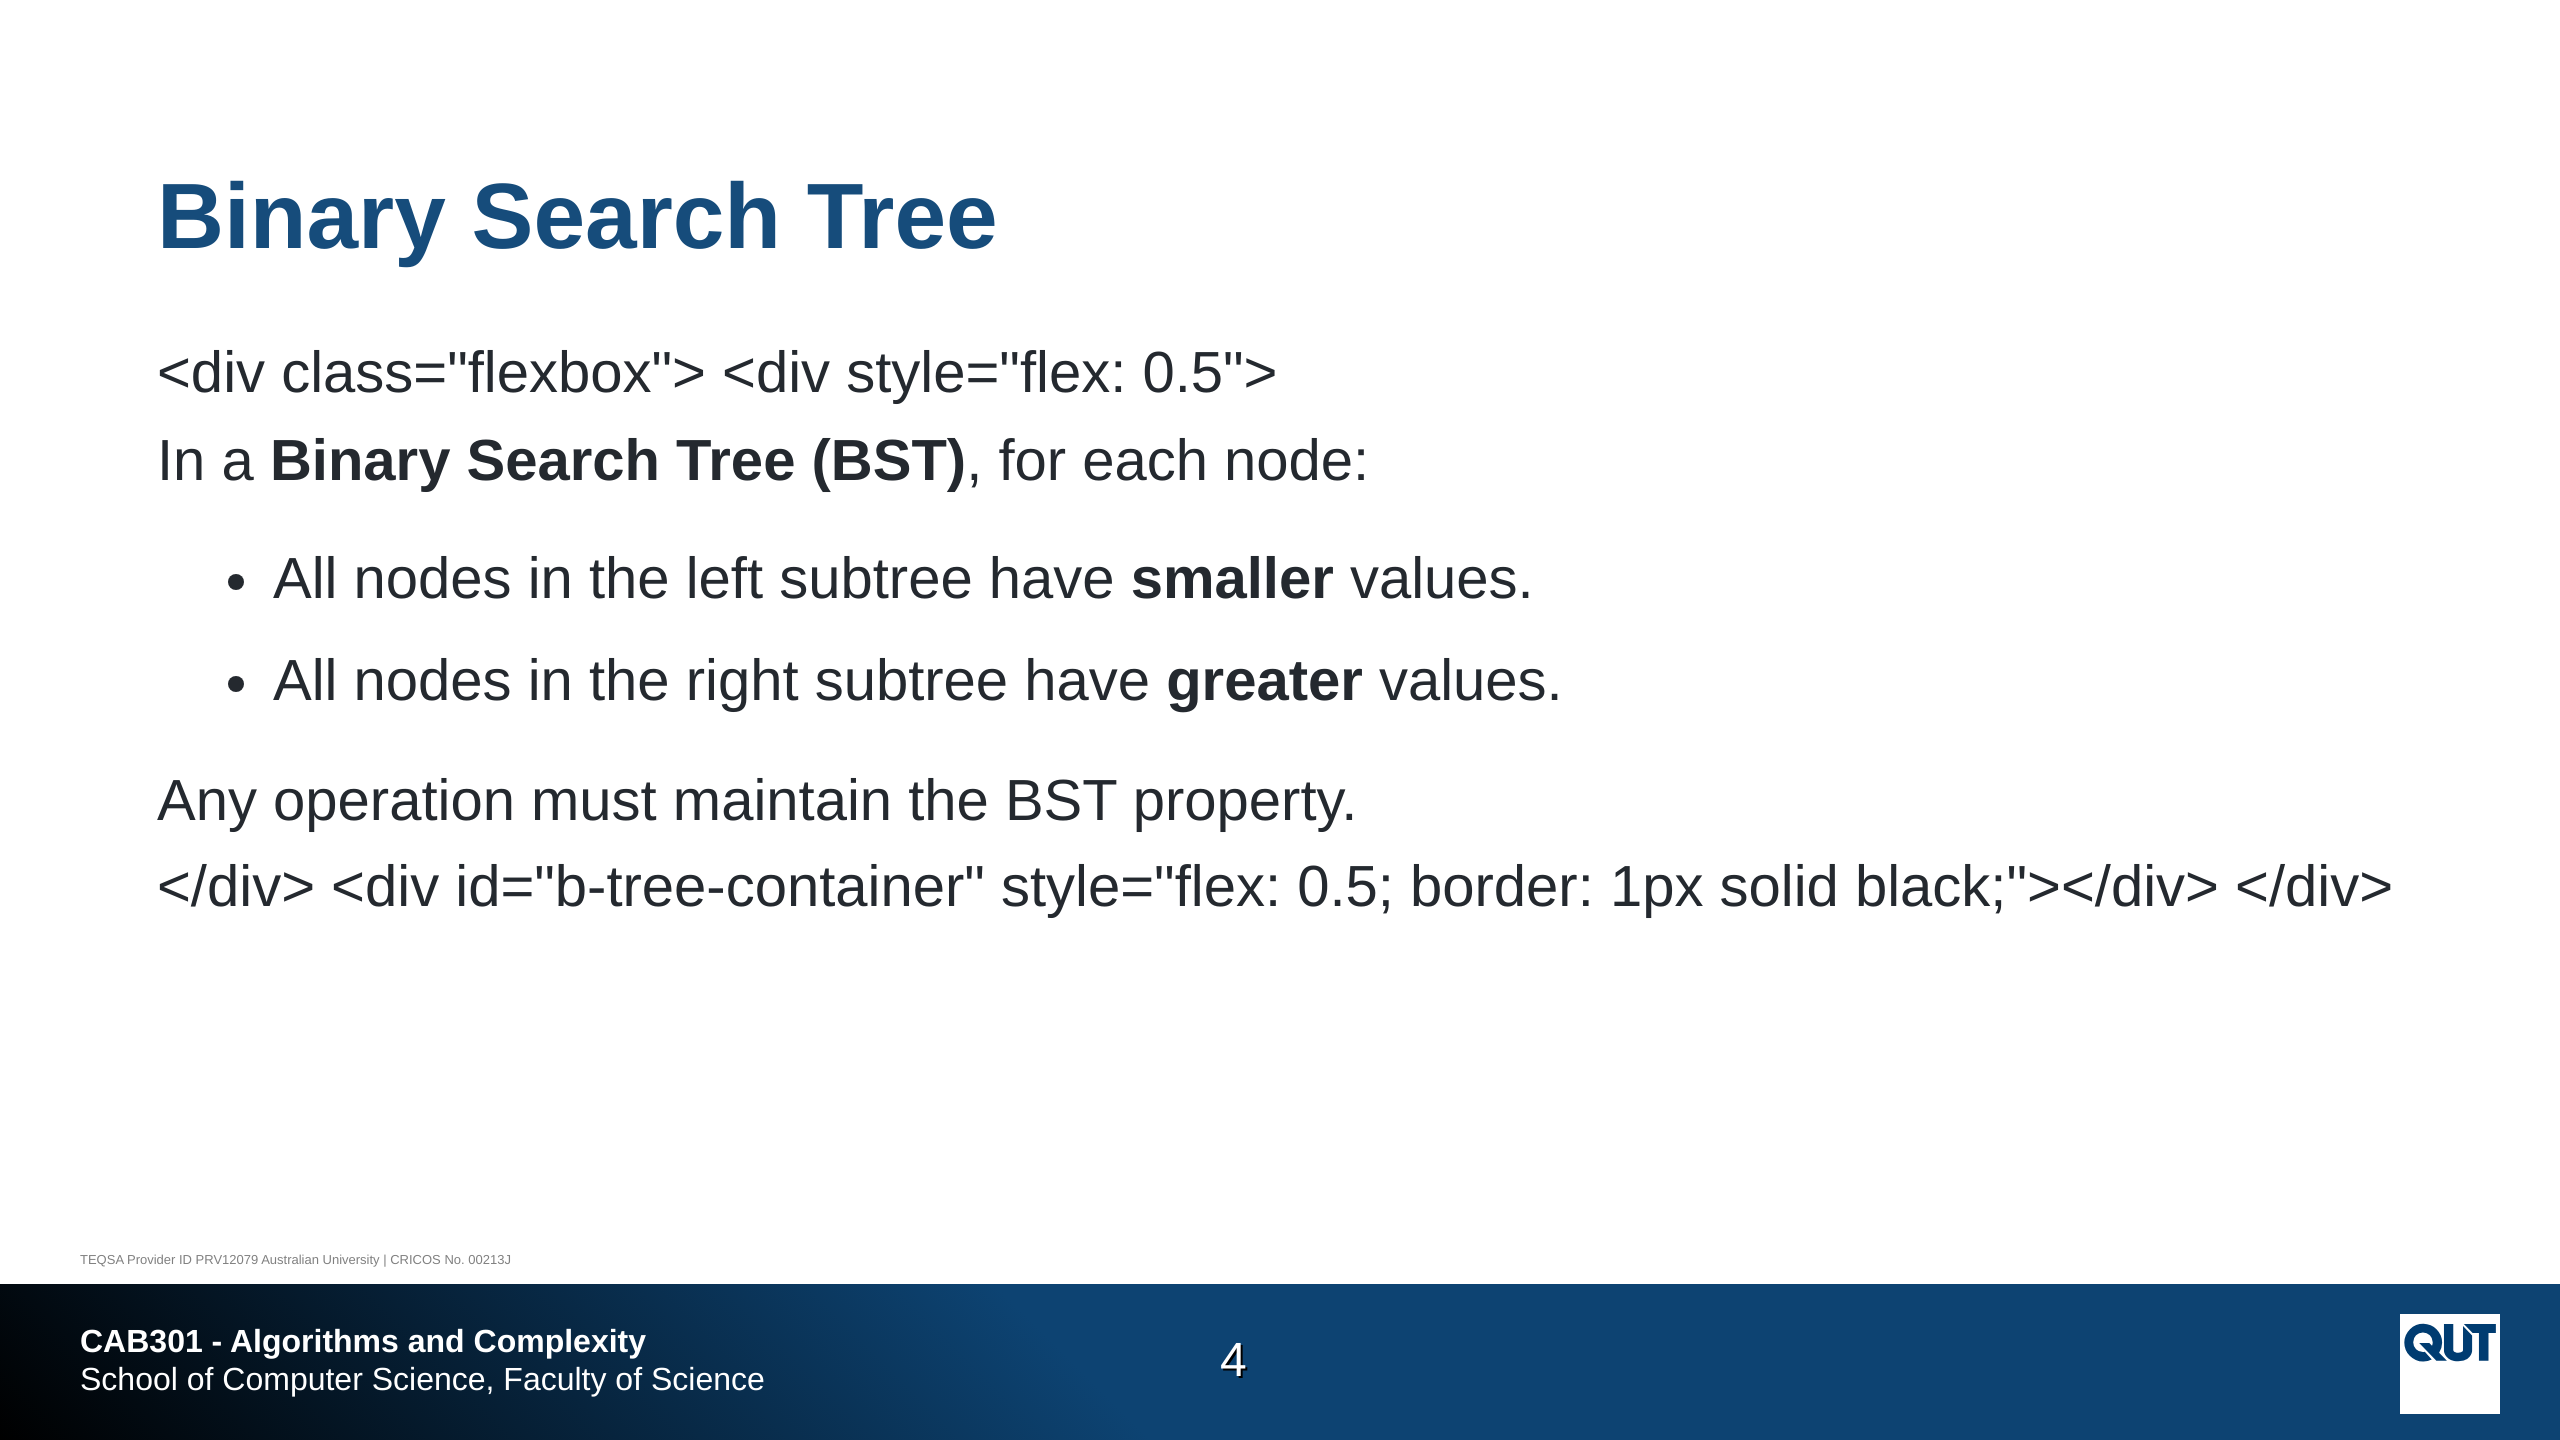 Binary Search Tree
<div class="flexbox"> <div style="flex: 0.5">
In a Binary Search Tree (BST), for each node:
• All nodes in the left subtree have smaller values.
• All nodes in the right subtree have greater values.
Any operation must maintain the BST property.
</div> <div id="b-tree-container" style="flex: 0.5; border: 1px solid black;"></div> </div>
TEQSA Provider ID PRV12079 Australian University | CRICOS No. 00213J
CAB301 - Algorithms and Complexity
School of Computer Science, Faculty of Science
4
QUT